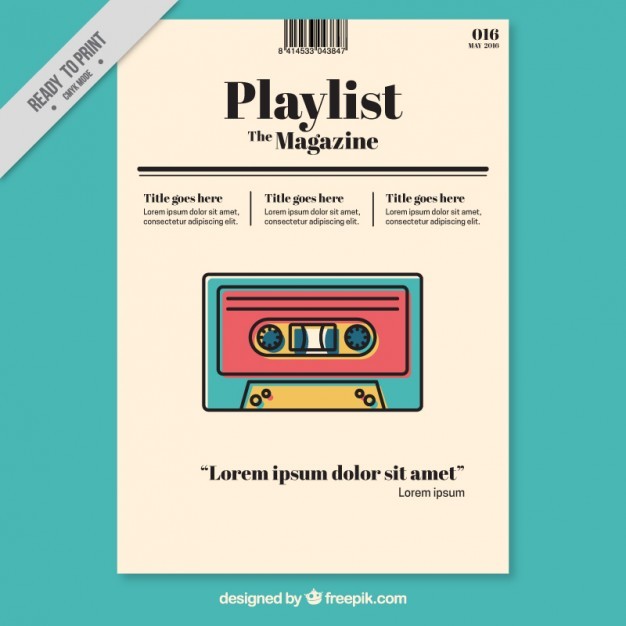 READY TO PRINT
CMYK MODE
8 414533 043847
016
MAY 2016
Playlist
The Magazine
Title goes here
Lorem ipsum dolor sit amet,
consectetur adipiscing elit.
Title goes here
Lorem ipsum dolor sit amet,
consectetur adipiscing elit.
Title goes here
Lorem ipsum dolor sit amet,
consectetur adipiscing elit.
“Lorem ipsum dolor sit amet”
Lorem ipsum
designed by freepik.com